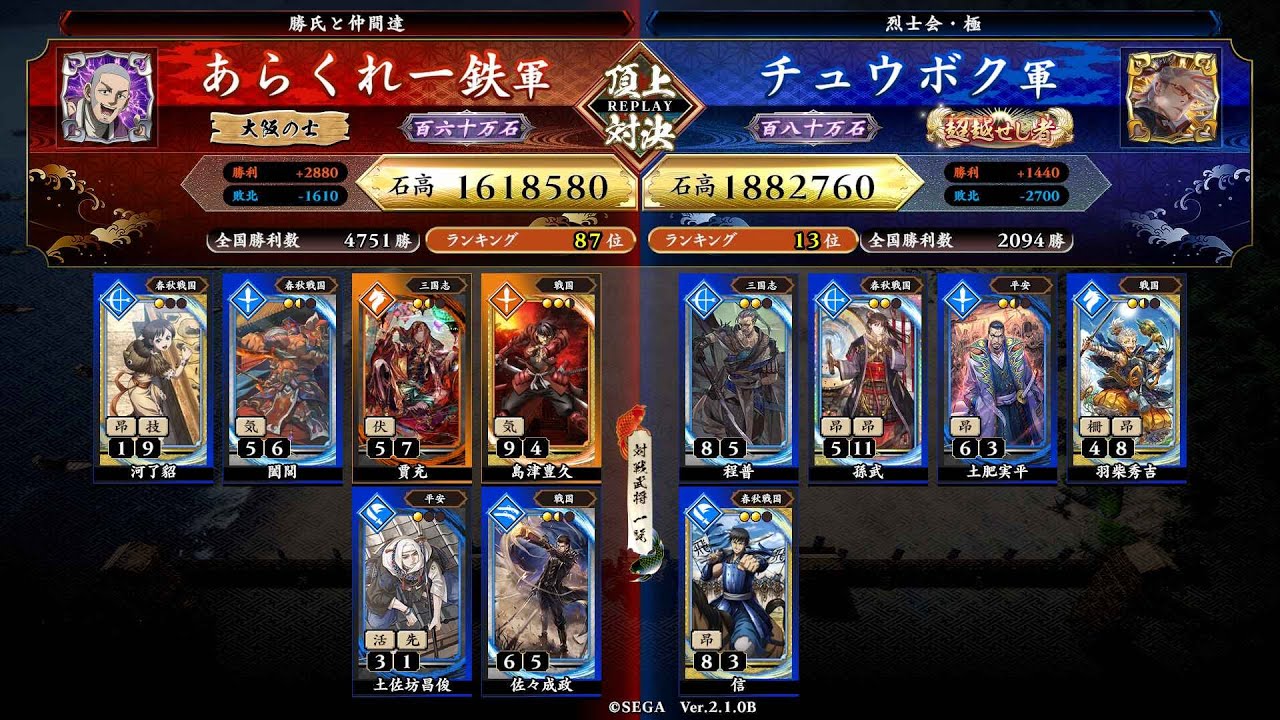 勝氏と仲間達
烈士会・極
あらくれ一鉄軍
チュウボク軍
頂上
REPLAY
対決
大阪の士
百六十万石
百八十万石
超越せし者
勝利 +2880
敗北 -1610
石高 1618580
石高 1882760
勝利 +1440
敗北 -2700
全国勝利数 4751勝
ランキング 87位
ランキング 13位
全国勝利数 2094勝
春秋戦国
昂 技
1 9
河了貂
春秋戦国
気
5 6
三国志
伏
5 7
賈充
戦国
気
9 4
島津豊久
三国志
8 5
程普
春秋戦国
昂 昂
5 11
孫武
平安
昂
6 3
土肥実平
戦国
柵 昂
4 8
羽柴秀吉
対戦武将一覧
平安
活 先
3 1
土佐坊昌俊
戦国
6 5
佐々成政
春秋戦国
飛
昂
8 3
信
©SEGA Ver.2.1.0B